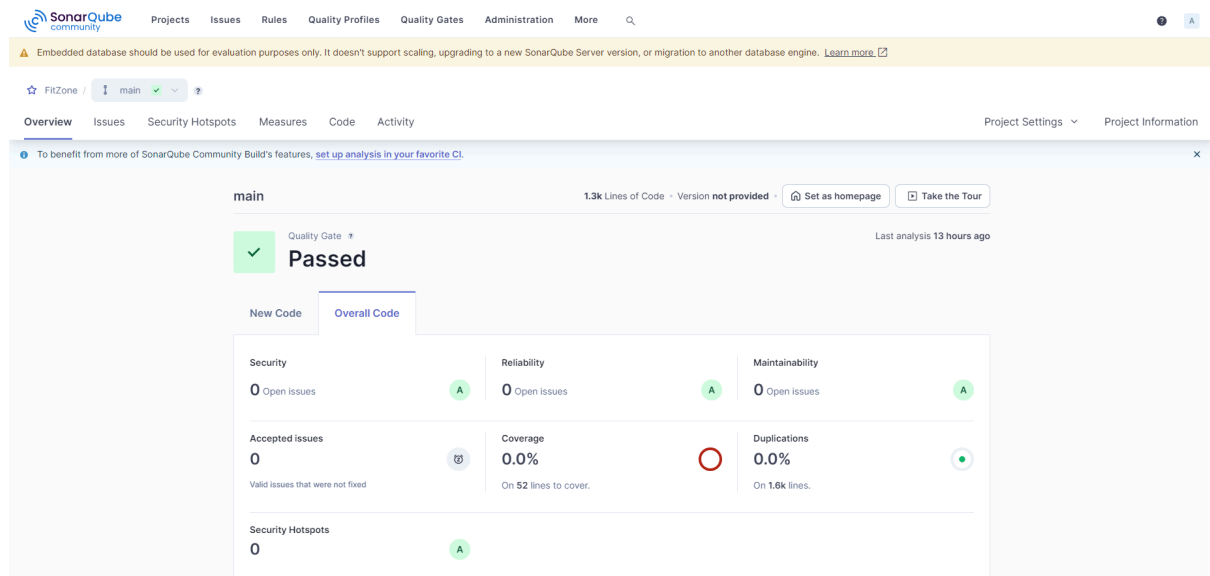 SonarQube community Projects Issues Rules Quality Profiles Quality Gates Administration More ? A
Embedded database should be used for evaluation purposes only. It doesn't support scaling, upgrading to a new SonarQube Server version, or migration to another database engine. Learn more
FitZone / main ?
Overview Issues Security Hotspots Measures Code Activity Project Settings Project Information
To benefit from more of SonarQube Community Build's features, set up analysis in your favorite CI.
main 1.3k Lines of Code • Version not provided • Set as homepage Take the Tour
Quality Gate ? Last analysis 13 hours ago
Passed
New Code Overall Code
Security Reliability Maintainability
0 Open issues A 0 Open issues A 0 Open issues A
Accepted issues Coverage Duplications
0 0.0% 0.0%
Valid issues that were not fixed On 52 lines to cover. On 1.6k lines.
Security Hotspots
0 A